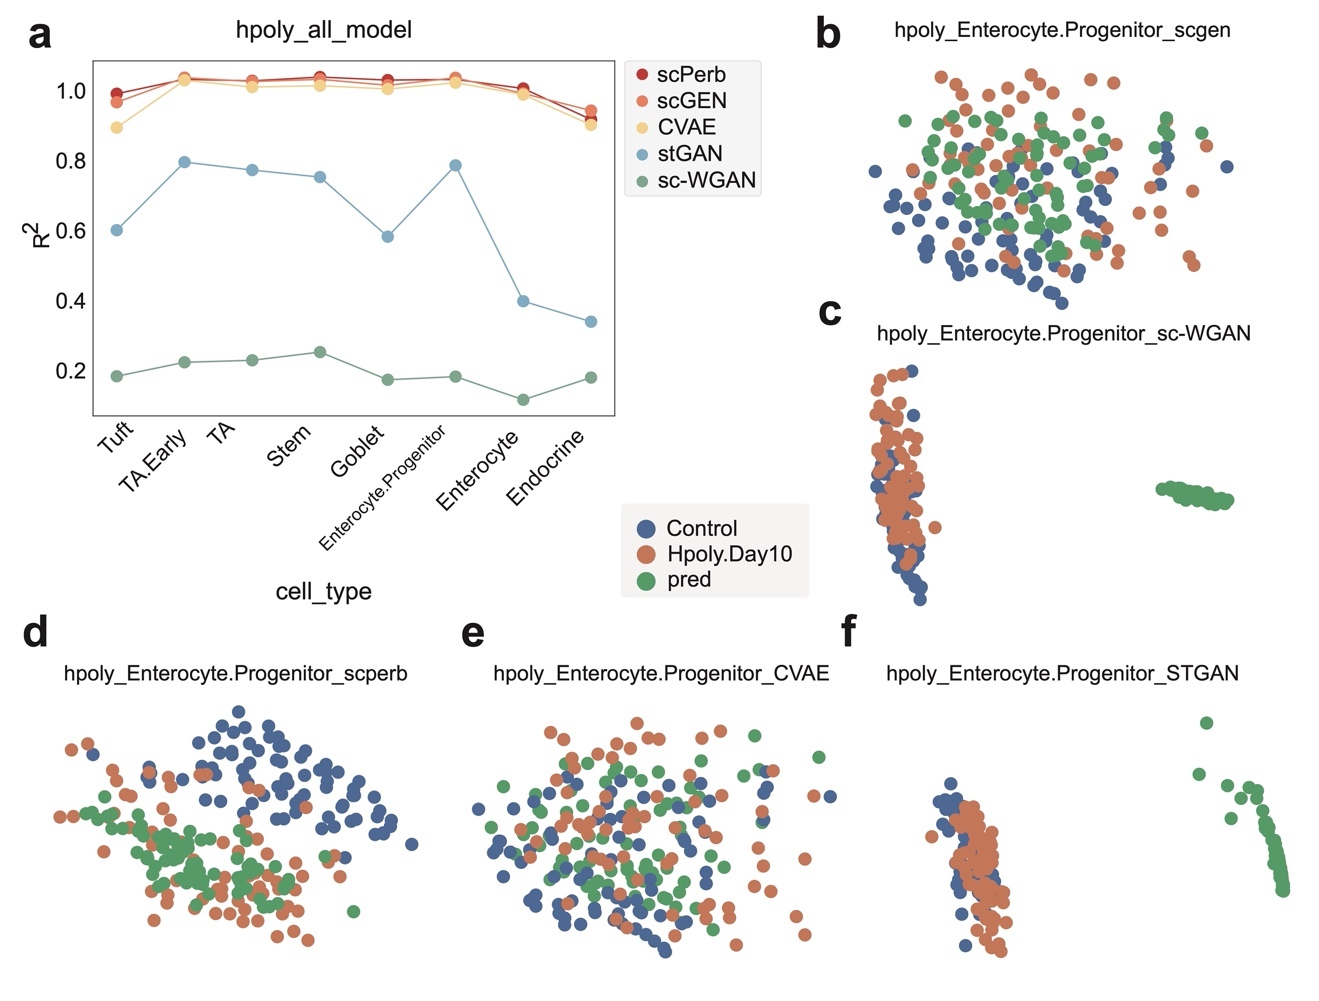 a
hpoly_all_model
1.0
0.8
0.6
0.4
0.2
R2
Tuft
TA.Early
TA
Stem
Goblet
Enterocyte.Progenitor
Enterocyte
Endocrine
cell_type
scPerb
scGEN
CVAE
stGAN
sc-WGAN
b
hpoly_Enterocyte.Progenitor_scgen
c
hpoly_Enterocyte.Progenitor_sc-WGAN
Control
Hpoly.Day10
pred
d
hpoly_Enterocyte.Progenitor_scperb
e
hpoly_Enterocyte.Progenitor_CVAE
f
hpoly_Enterocyte.Progenitor_STGAN